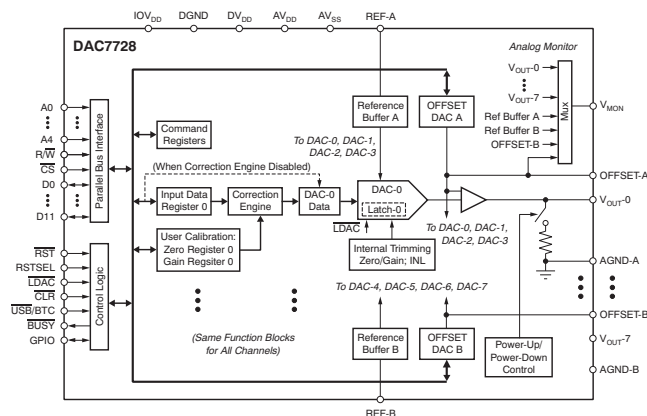 IOVDD DGND DVDD AVDD AVSS REF-A
DAC7728
Analog Monitor
VOUT-0
VOUT-7
Ref Buffer A
Ref Buffer B
OFFSET-B
Mux
VMON
A0
A4
R/W
CS
D0
D11
Parallel Bus Interface
Command
Registers
Reference
Buffer A
OFFSET
DAC A
To DAC-0, DAC-1,
DAC-2, DAC-3
(When Correction Engine Disabled)
Input Data
Register 0
Correction
Engine
DAC-0
Data
DAC-0
Latch-0
LDAC
OFFSET-A
VOUT-0
User Calibration:
Zero Register 0
Gain Regsiter 0
Internal Trimming
Zero/Gain; INL
To DAC-0, DAC-1,
DAC-2, DAC-3
AGND-A
RST
RSTSEL
LDAC
CLR
USB/BTC
BUSY
GPIO
Control Logic
To DAC-4, DAC-5, DAC-6, DAC-7
(Same Function Blocks
for All Channels)
Reference
Buffer B
OFFSET
DAC B
Power-Up/
Power-Down
Control
OFFSET-B
VOUT-7
AGND-B
REF-B